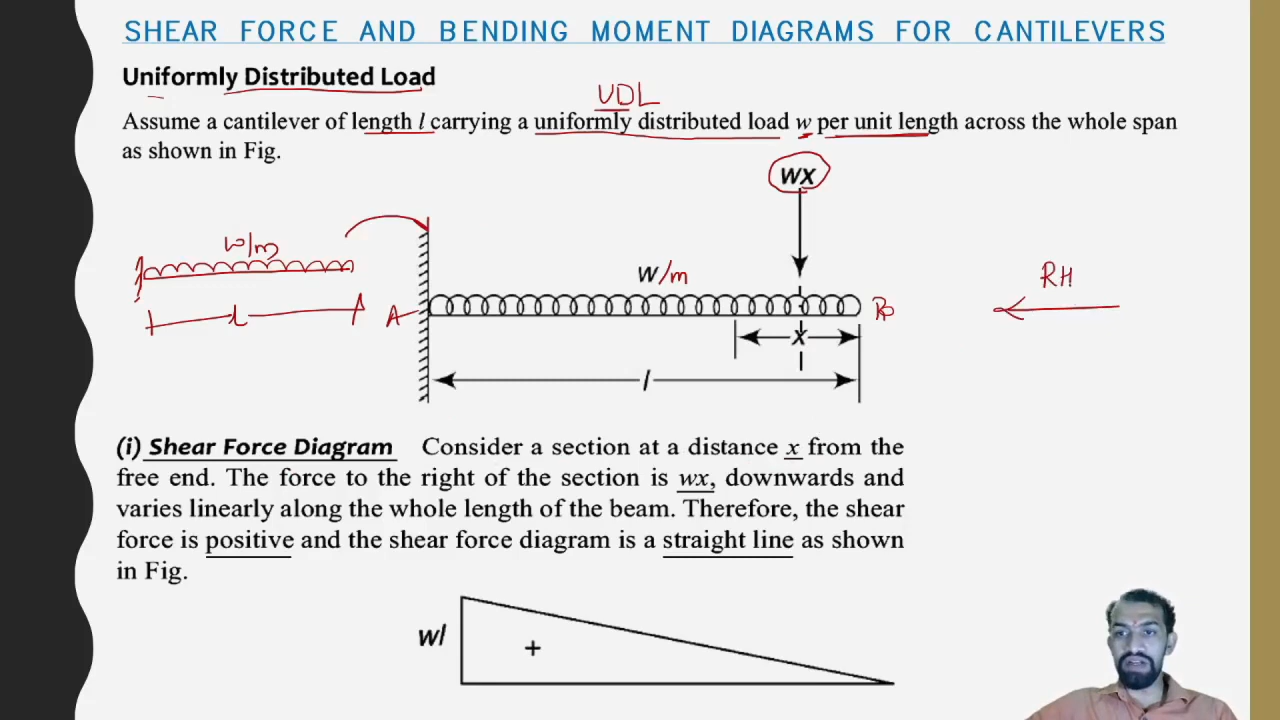 SHEAR FORCE AND BENDING MOMENT DIAGRAMS FOR CANTILEVERS
Uniformly Distributed Load
UDL
Assume a cantilever of length l carrying a uniformly distributed load w per unit length across the whole span
as shown in Fig.
wx
w/m
w/m
RH
A
B
l
x
l
(i) Shear Force Diagram Consider a section at a distance x from the
free end. The force to the right of the section is wx, downwards and
varies linearly along the whole length of the beam. Therefore, the shear
force is positive and the shear force diagram is a straight line as shown
in Fig.
wl
+